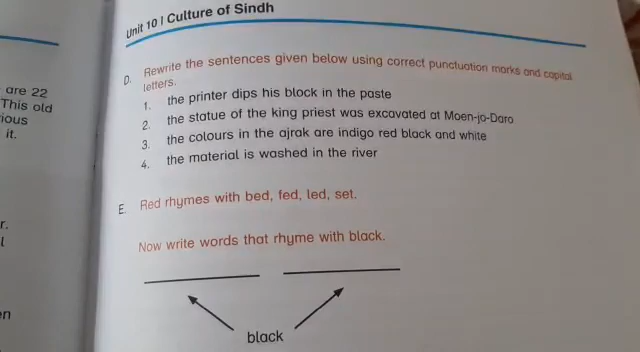 Unit 10 | Culture of Sindh
D. Rewrite the sentences given below using correct punctuation marks and capital
letters.
1. the printer dips his block in the paste
2. the statue of the king priest was excavated at Moen-jo-Daro
3. the colours in the ajrak are indigo red black and white
4. the material is washed in the river
E. Red rhymes with bed, fed, led, set.
Now write words that rhyme with black.
black
are 22
This old
it.